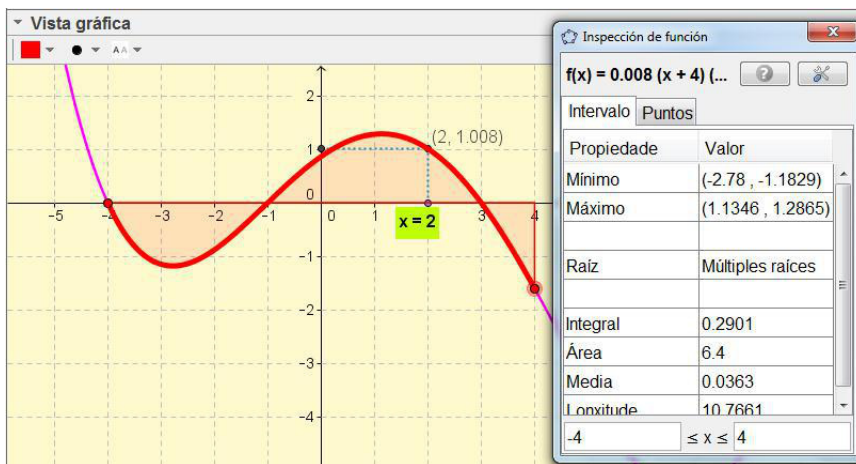 Vista gráfica
AA
2
1
0
-1
-2
-3
-4
-5 -4 -3 -2 -1 0 1 2 3 4
(2, 1.008)
x = 2
Inspección de función
f(x) = 0.008 (x + 4) (...
Intervalo Puntos
Propiedade Valor
Mínimo (-2.78 , -1.1829)
Máximo (1.1346 , 1.2865)
Raíz Múltiples raíces
Integral 0.2901
Área 6.4
Media 0.0363
Lonxitude 10.7661
-4 ≤ x ≤ 4